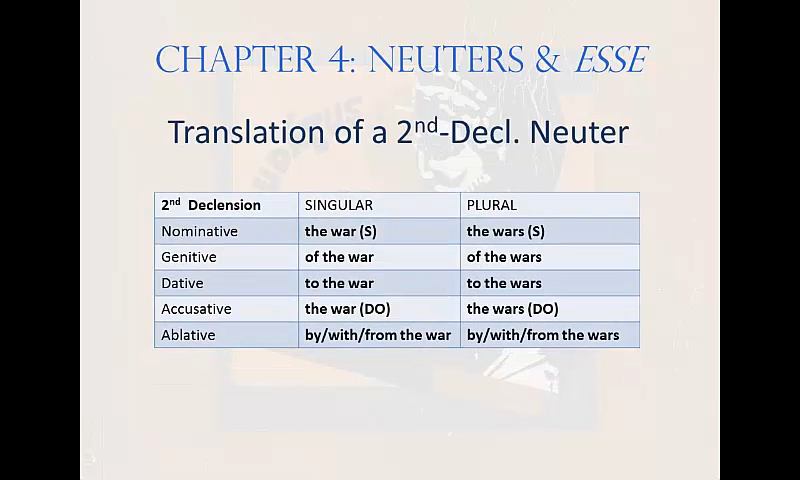 CHAPTER 4: NEUTERS & ESSE
Translation of a 2nd-Decl. Neuter
2nd Declension SINGULAR PLURAL
Nominative the war (S) the wars (S)
Genitive of the war of the wars
Dative to the war to the wars
Accusative the war (DO) the wars (DO)
Ablative by/with/from the war by/with/from the wars